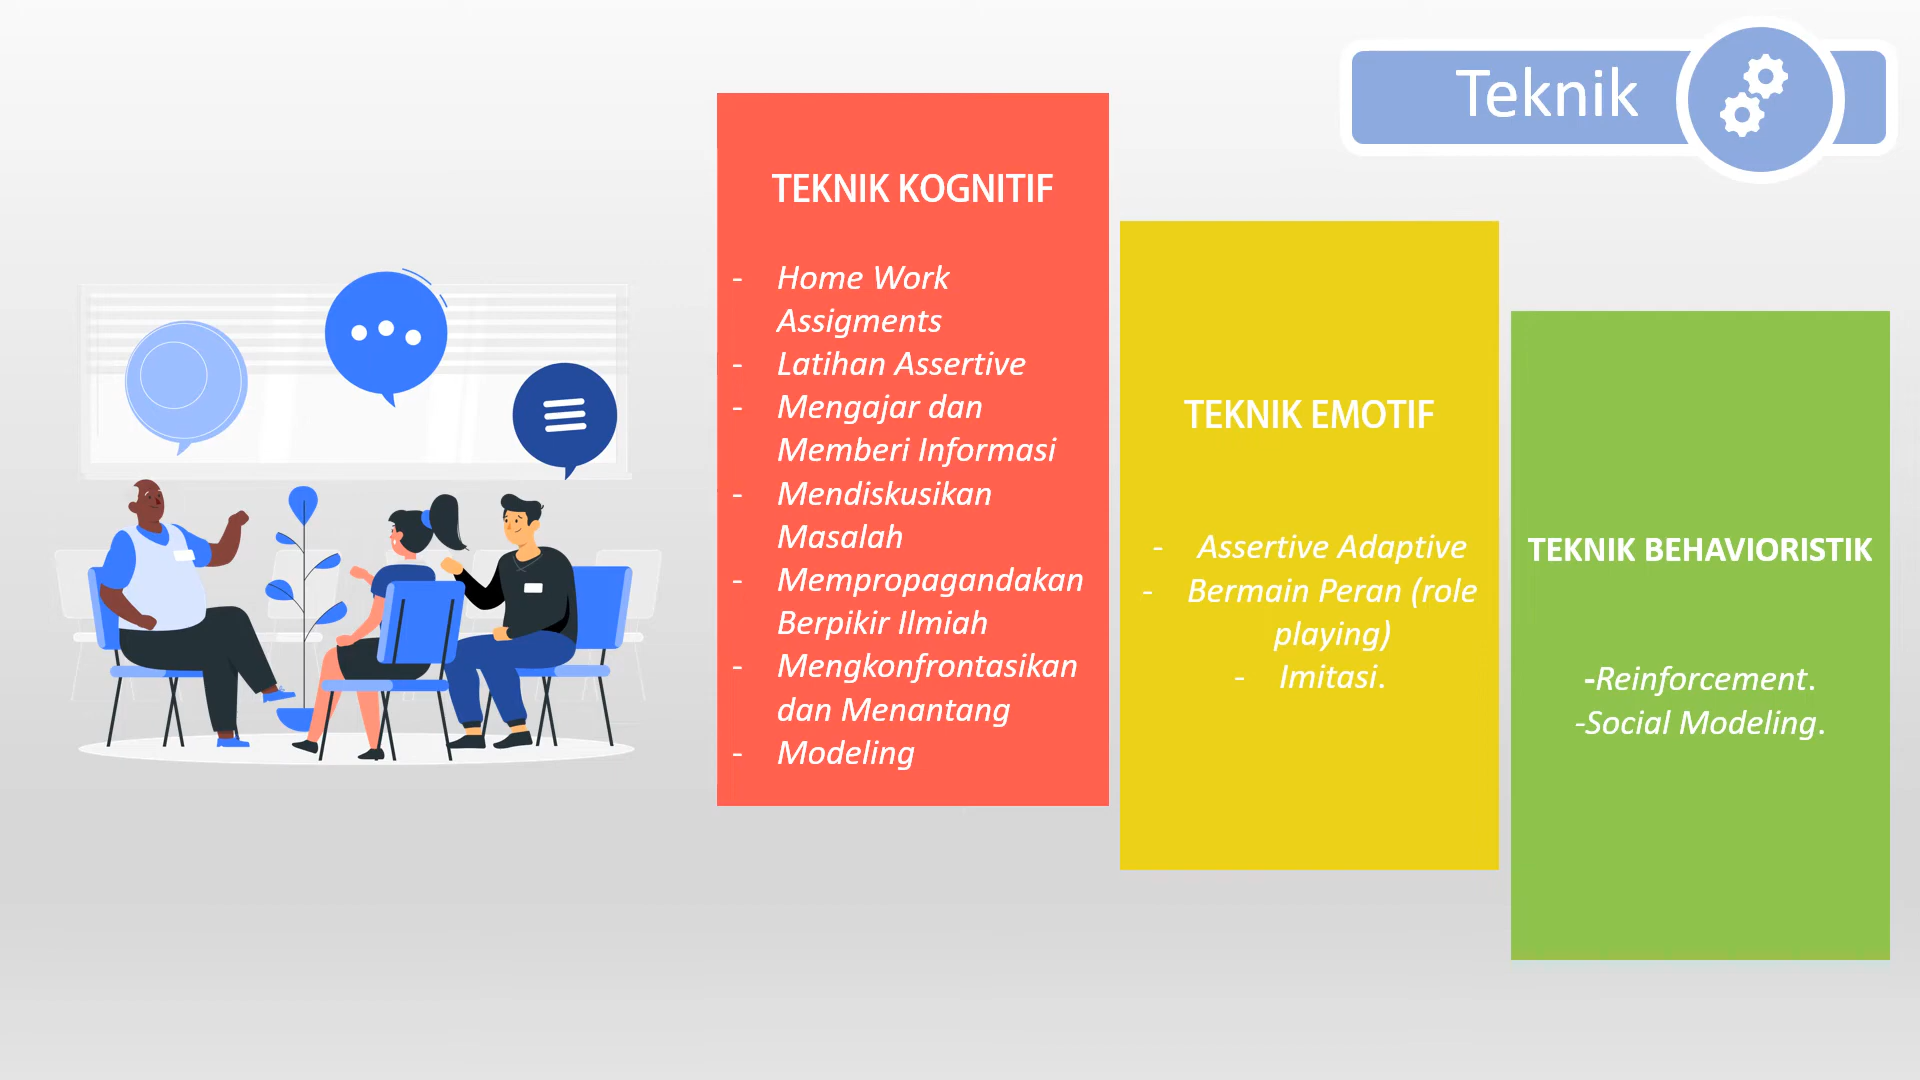 Teknik
TEKNIK KOGNITIF
- Home Work
Assigments
- Latihan Assertive
- Mengajar dan
Memberi Informasi
- Mendiskusikan
Masalah
- Mempropagandakan
Berpikir Ilmiah
- Mengkonfrontasikan
dan Menantang
- Modeling
TEKNIK EMOTIF
- Assertive Adaptive
- Bermain Peran (role
playing)
- Imitasi.
TEKNIK BEHAVIORISTIK
-Reinforcement.
-Social Modeling.